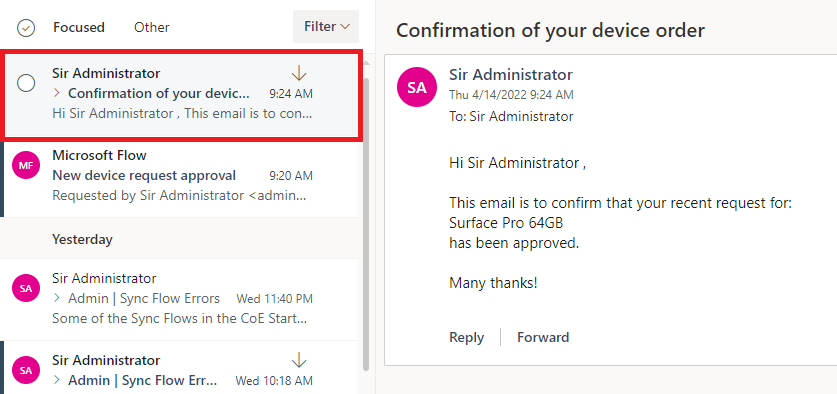 Focused Other Filter
Sir Administrator
Confirmation of your devic... 9:24 AM
Hi Sir Administrator , This email is to con...
MF
Microsoft Flow
New device request approval 9:20 AM
Requested by Sir Administrator <admin...
Yesterday
SA
Sir Administrator
Admin | Sync Flow Errors Wed 11:40 PM
Some of the Sync Flows in the CoE Start...
SA
Sir Administrator
Admin | Sync Flow Err... Wed 10:18 AM
Confirmation of your device order
SA
Sir Administrator
Thu 4/14/2022 9:24 AM
To: Sir Administrator
Hi Sir Administrator ,
This email is to confirm that your recent request for:
Surface Pro 64GB
has been approved.
Many thanks!
Reply Forward